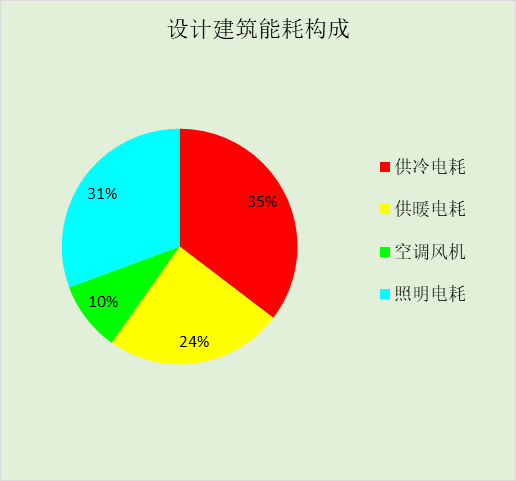 设计建筑能耗构成
35%
24%
10%
31%
供冷电耗
供暖电耗
空调风机
照明电耗